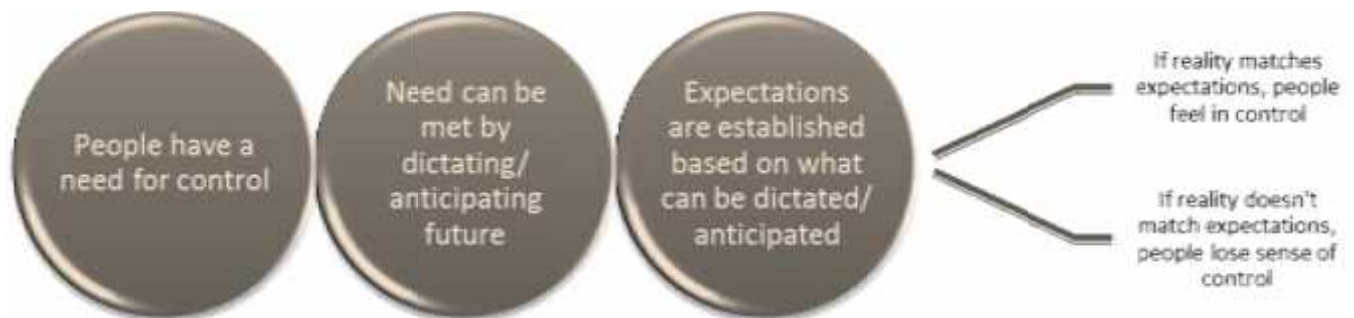 People have a
need for control
Need can be
met by
dictating/
anticipating
future
Expectations
are established
based on what
can be dictated/
anticipated
If reality matches
expectations, people
feel in control
If reality doesn't
match expectations,
people lose sense of
control